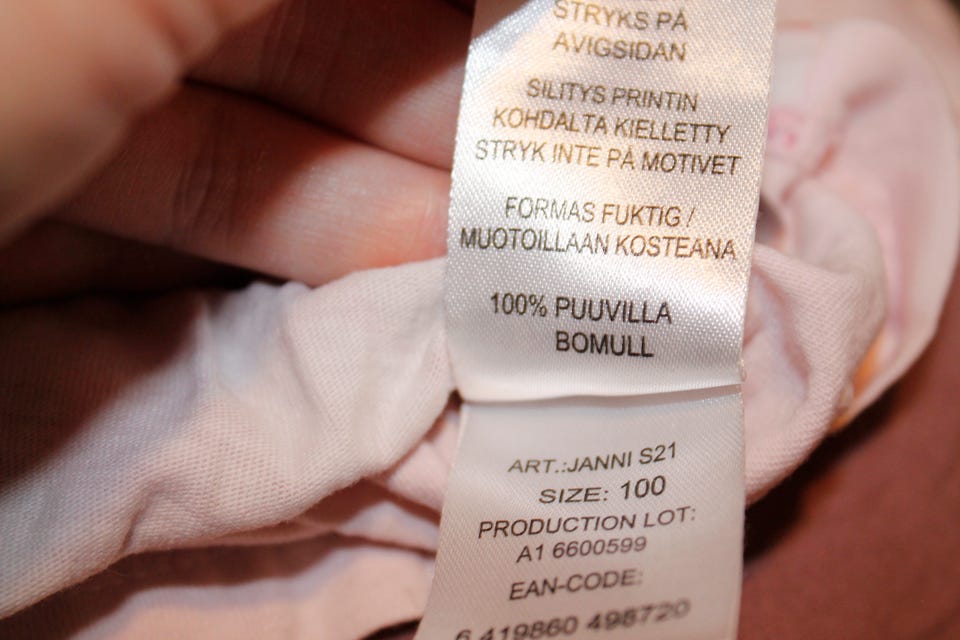 STRYKS PÅ
AVIGSIDAN
SILITYS PRINTIN
KOHDALTA KIELLETTY
STRYK INTE PÅ MOTIVET
FORMAS FUKTIG /
MUOTOILLAAN KOSTEANA
100% PUUVILLA
BOMULL
ART.:JANNI S21
SIZE: 100
PRODUCTION LOT:
A1 6600599
EAN-CODE:
6 419860 498720